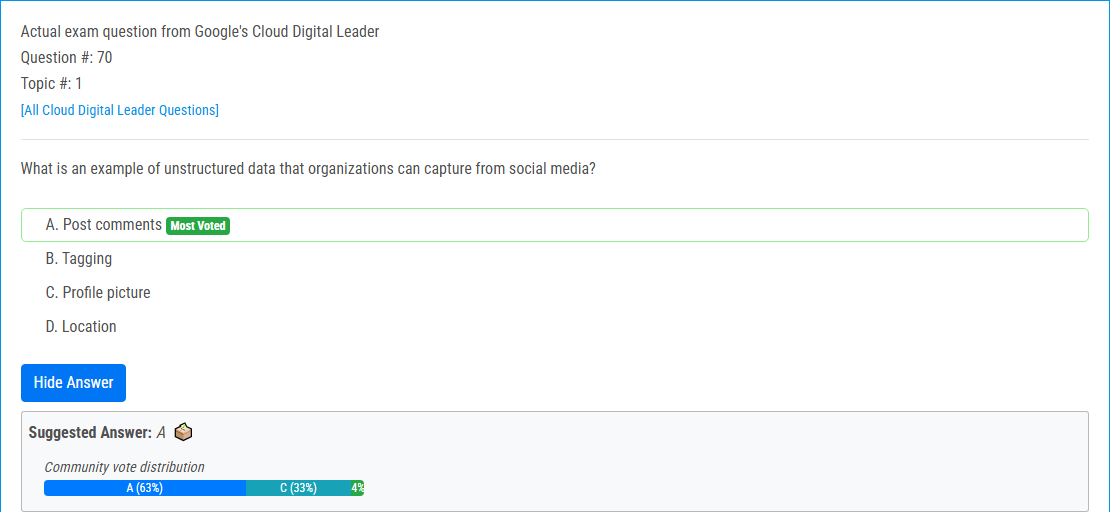 Actual exam question from Google's Cloud Digital Leader
Question #: 70
Topic #: 1
[All Cloud Digital Leader Questions]
What is an example of unstructured data that organizations can capture from social media?
A. Post comments Most Voted
B. Tagging
C. Profile picture
D. Location
Hide Answer
Suggested Answer: A
Community vote distribution
A (63%) C (33%) 4%